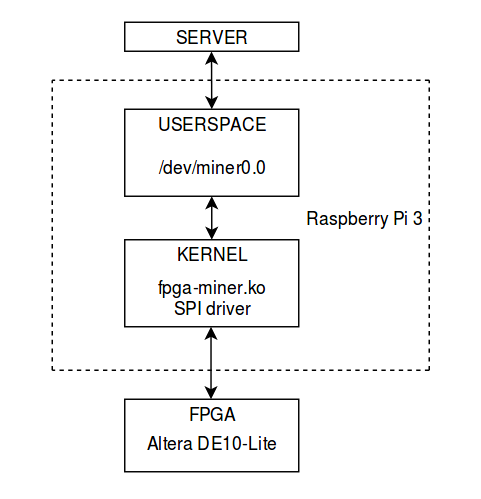 SERVER
USERSPACE
/dev/miner0.0
Raspberry Pi 3
KERNEL
fpga-miner.ko
SPI driver
FPGA
Altera DE10-Lite